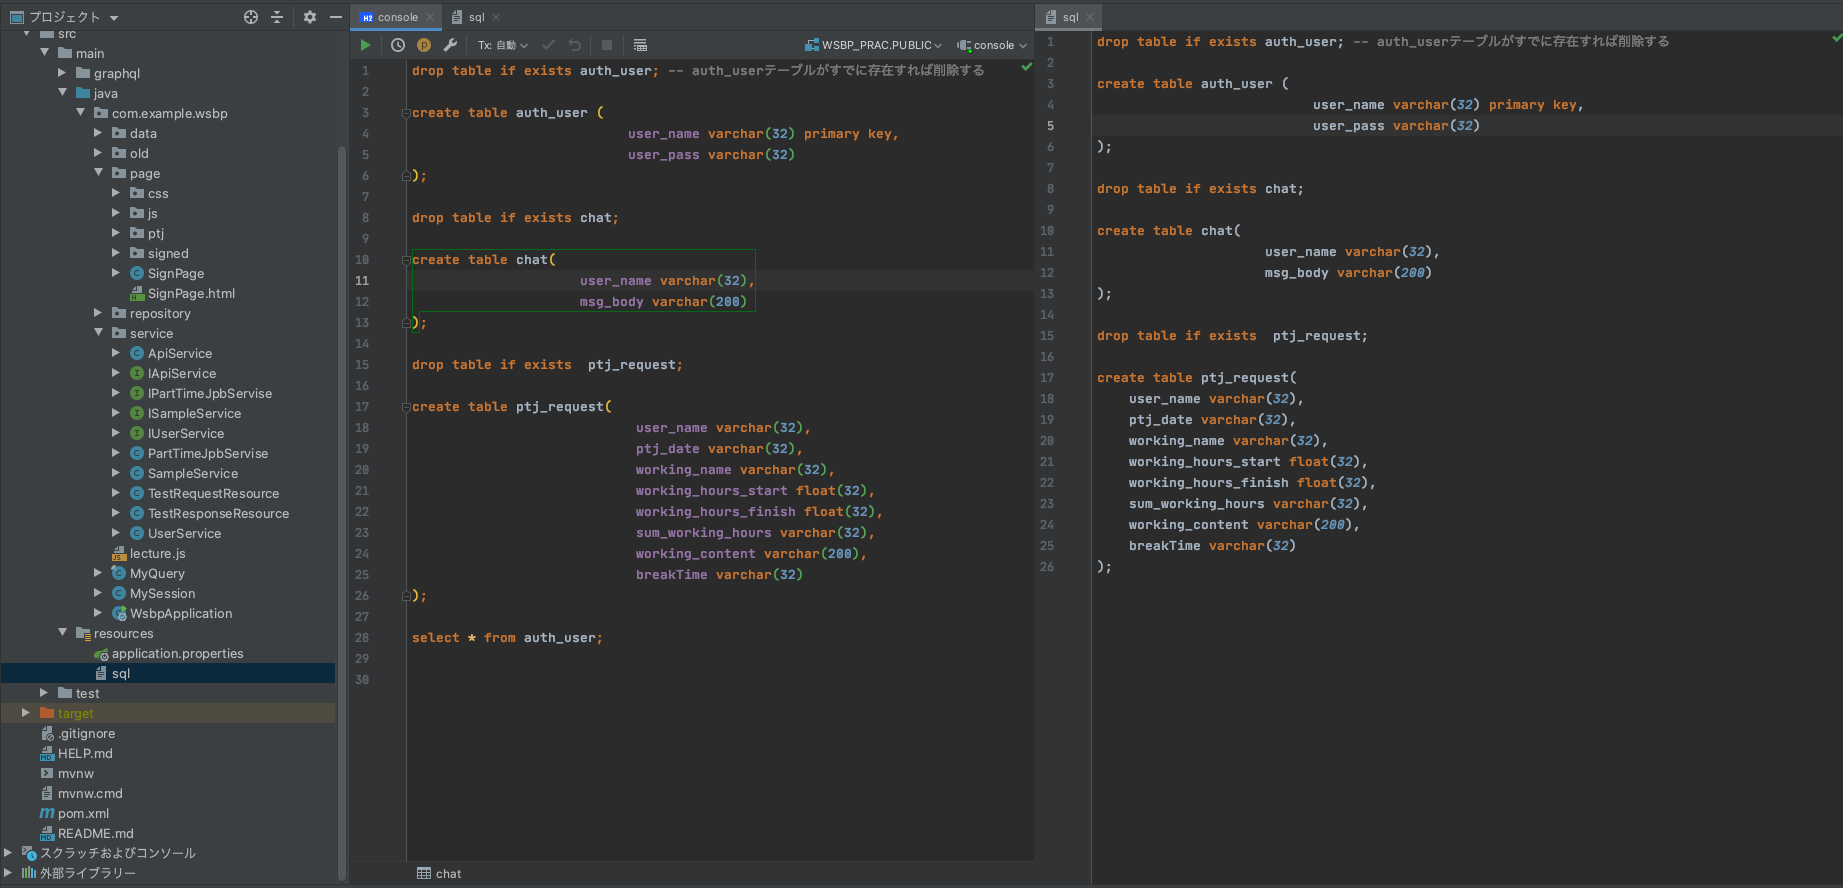 プロジェクト
src
main
graphql
java
com.example.wsbp
data
old
page
css
js
ptj
signed
SignPage
SignPage.html
repository
service
ApiService
IApiService
IPartTimeJpbServise
ISampleService
IUserService
PartTimeJpbServise
SampleService
TestRequestResource
TestResponseResource
UserService
lecture.js
MyQuery
MySession
WsbpApplication
resources
application.properties
sql
test
target
.gitignore
HELP.md
mvnw
mvnw.cmd
pom.xml
README.md
スクラッチおよびコンソール
外部ライブラリー
console
sql
Tx: 自動
WSBP_PRAC.PUBLIC
console
1 drop table if exists auth_user; -- auth_userテーブルがすでに存在すれば削除する
2
3 create table auth_user (
4 user_name varchar(32) primary key,
5 user_pass varchar(32)
6 );
7
8 drop table if exists chat;
9
10 create table chat(
11 user_name varchar(32),
12 msg_body varchar(200)
13 );
14
15 drop table if exists  ptj_request;
16
17 create table ptj_request(
18 user_name varchar(32),
19 ptj_date varchar(32),
20 working_name varchar(32),
21 working_hours_start float(32),
22 working_hours_finish float(32),
23 sum_working_hours varchar(32),
24 working_content varchar(200),
25 breakTime varchar(32)
26 );
27
28 select * from auth_user;
29
30
chat
sql
1 drop table if exists auth_user; -- auth_userテーブルがすでに存在すれば削除する
2
3 create table auth_user (
4 user_name varchar(32) primary key,
5 user_pass varchar(32)
6 );
7
8 drop table if exists chat;
9
10 create table chat(
11 user_name varchar(32),
12 msg_body varchar(200)
13 );
14
15 drop table if exists  ptj_request;
16
17 create table ptj_request(
18 user_name varchar(32),
19 ptj_date varchar(32),
20 working_name varchar(32),
21 working_hours_start float(32),
22 working_hours_finish float(32),
23 sum_working_hours varchar(32),
24 working_content varchar(200),
25 breakTime varchar(32)
26 );